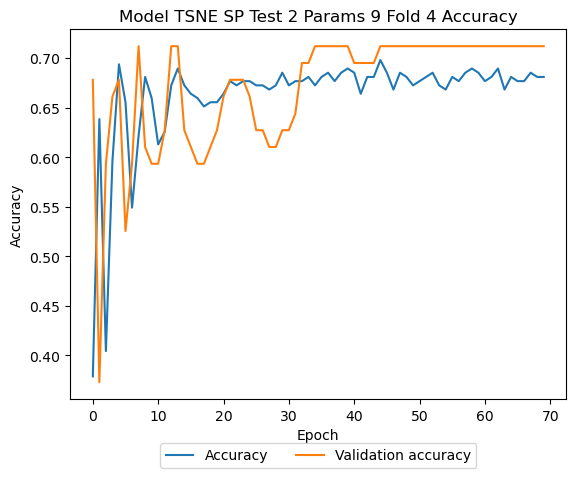 Model TSNE SP Test 2 Params 9 Fold 4 Accuracy
Accuracy
0.70
0.65
0.60
0.55
0.50
0.45
0.40
0 10 20 30 40 50 60 70
Epoch
Accuracy Validation accuracy